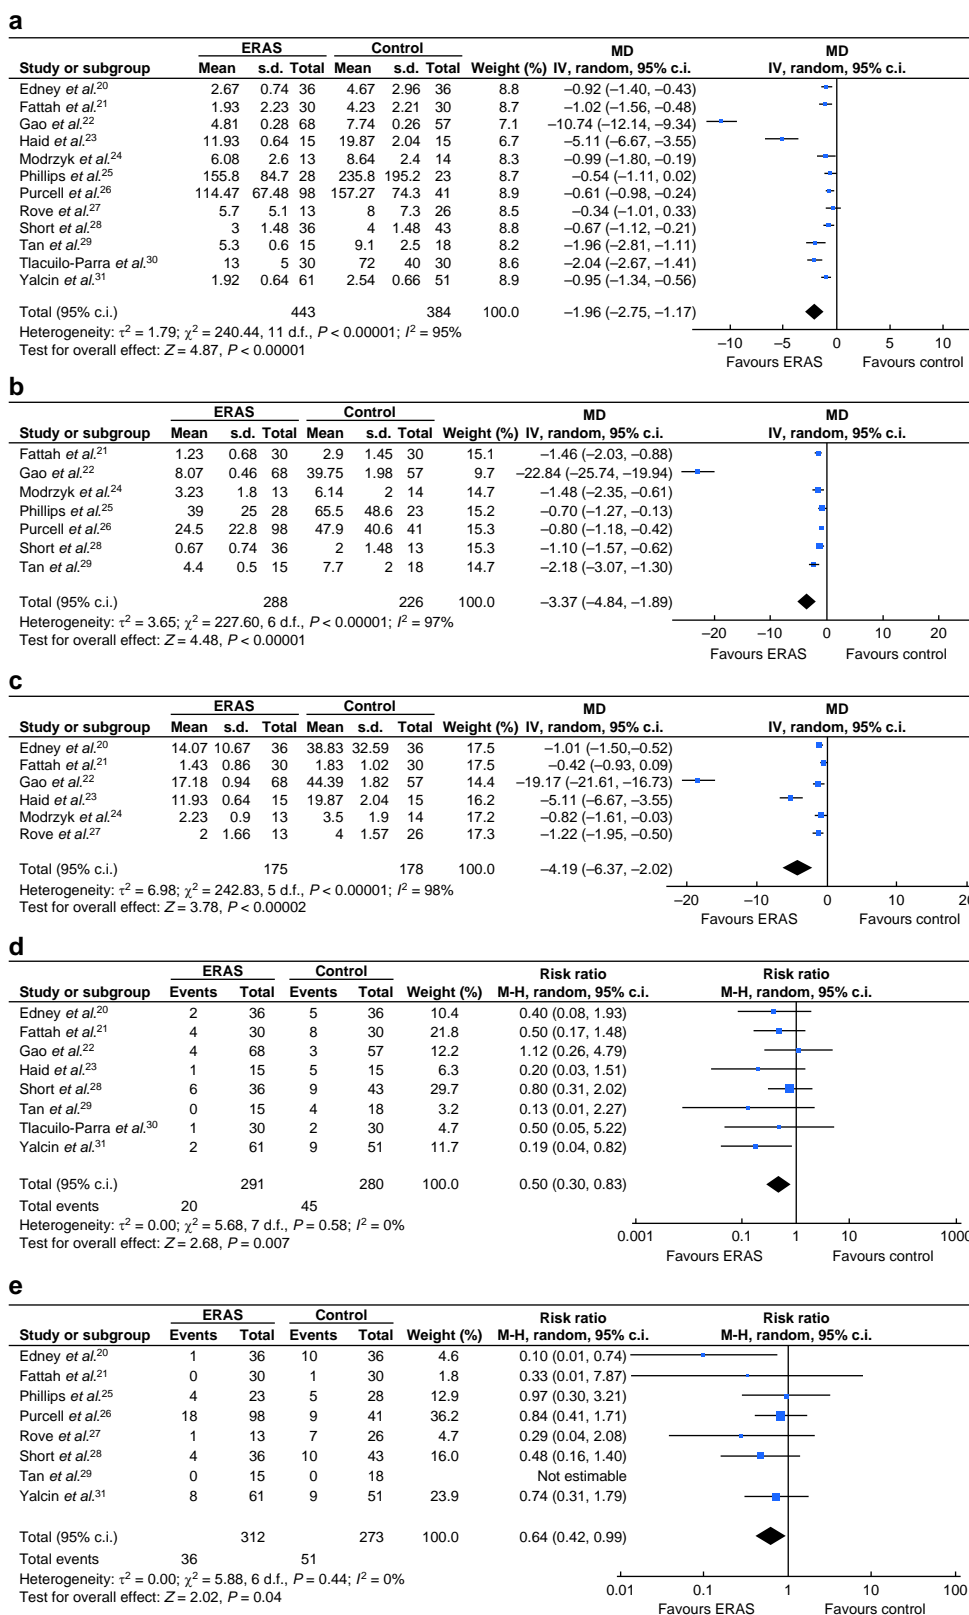 a
ERAS Control MD MD
Study or subgroup Mean s.d. Total Mean s.d. Total Weight (%) IV, random, 95% c.i. IV, random, 95% c.i.
Edney et al.20 2.67 0.74 36 4.67 2.96 36 8.8 −0.92 (−1.40, −0.43)
Fattah et al.21 1.93 2.23 30 4.23 2.21 30 8.7 −1.02 (−1.56, −0.48)
Gao et al.22 4.81 0.28 68 7.74 0.26 57 7.1 −10.74 (−12.14, −9.34)
Haid et al.23 11.93 0.64 15 19.87 2.04 15 6.7 −5.11 (−6.67, −3.55)
Modrzyk et al.24 6.08 2.6 13 8.64 2.4 14 8.3 −0.99 (−1.80, −0.19)
Phillips et al.25 155.8 84.7 28 235.8 195.2 23 8.7 −0.54 (−1.11, 0.02)
Purcell et al.26 114.47 67.48 98 157.27 74.3 41 8.9 −0.61 (−0.98, −0.24)
Rove et al.27 5.7 5.1 13 8 7.3 26 8.5 −0.34 (−1.01, 0.33)
Short et al.28 3 1.48 36 4 1.48 43 8.8 −0.67 (−1.12, −0.21)
Tan et al.29 5.3 0.6 15 9.1 2.5 18 8.2 −1.96 (−2.81, −1.11)
Tlacuilo-Parra et al.30 13 5 30 72 40 30 8.6 −2.04 (−2.67, −1.41)
Yalcin et al.31 1.92 0.64 61 2.54 0.66 51 8.9 −0.95 (−1.34, −0.56)
Total (95% c.i.) 443 384 100.0 −1.96 (−2.75, −1.17)
Heterogeneity: τ2 = 1.79; χ2 = 240.44, 11 d.f., P < 0.00001; I2 = 95%
Test for overall effect: Z = 4.87, P < 0.00001
−10 −5 0 5 10
Favours ERAS Favours control
b
ERAS Control MD MD
Study or subgroup Mean s.d. Total Mean s.d. Total Weight (%) IV, random, 95% c.i. IV, random, 95% c.i.
Fattah et al.21 1.23 0.68 30 2.9 1.45 30 15.1 −1.46 (−2.03, −0.88)
Gao et al.22 8.07 0.46 68 39.75 1.98 57 9.7 −22.84 (−25.74, −19.94)
Modrzyk et al.24 3.23 1.8 13 6.14 2 14 14.7 −1.48 (−2.35, −0.61)
Phillips et al.25 39 25 28 65.5 48.6 23 15.2 −0.70 (−1.27, −0.13)
Purcell et al.26 24.5 22.8 98 47.9 40.6 41 15.3 −0.80 (−1.18, −0.42)
Short et al.28 0.67 0.74 36 2 1.48 13 15.3 −1.10 (−1.57, −0.62)
Tan et al.29 4.4 0.5 15 7.7 2 18 14.7 −2.18 (−3.07, −1.30)
Total (95% c.i.) 288 226 100.0 −3.37 (−4.84, −1.89)
Heterogeneity: τ2 = 3.65; χ2 = 227.60, 6 d.f., P < 0.00001; I2 = 97%
Test for overall effect: Z = 4.48, P < 0.00001
−20 −10 0 10 20
Favours ERAS Favours control
c
ERAS Control MD MD
Study or subgroup Mean s.d. Total Mean s.d. Total Weight (%) IV, random, 95% c.i. IV, random, 95% c.i.
Edney et al.20 14.07 10.67 36 38.83 32.59 36 17.5 −1.01 (−1.50,−0.52)
Fattah et al.21 1.43 0.86 30 1.83 1.02 30 17.5 −0.42 (−0.93, 0.09)
Gao et al.22 17.18 0.94 68 44.39 1.82 57 14.4 −19.17 (−21.61, −16.73)
Haid et al.23 11.93 0.64 15 19.87 2.04 15 16.2 −5.11 (−6.67, −3.55)
Modrzyk et al.24 2.23 0.9 13 3.5 1.9 14 17.2 −0.82 (−1.61, −0.03)
Rove et al.27 2 1.66 13 4 1.57 26 17.3 −1.22 (−1.95, −0.50)
Total (95% c.i.) 175 178 100.0 −4.19 (−6.37, −2.02)
Heterogeneity: τ2 = 6.98; χ2 = 242.83, 5 d.f., P < 0.00001; I2 = 98%
Test for overall effect: Z = 3.78, P < 0.00002
−20 −10 0 10 20
Favours ERAS Favours control
d
ERAS Control Risk ratio Risk ratio
Study or subgroup Events Total Events Total Weight (%) M-H, random, 95% c.i. M-H, random, 95% c.i.
Edney et al.20 2 36 5 36 10.4 0.40 (0.08, 1.93)
Fattah et al.21 4 30 8 30 21.8 0.50 (0.17, 1.48)
Gao et al.22 4 68 3 57 12.2 1.12 (0.26, 4.79)
Haid et al.23 1 15 5 15 6.3 0.20 (0.03, 1.51)
Short et al.28 6 36 9 43 29.7 0.80 (0.31, 2.02)
Tan et al.29 0 15 4 18 3.2 0.13 (0.01, 2.27)
Tlacuilo-Parra et al.30 1 30 2 30 4.7 0.50 (0.05, 5.22)
Yalcin et al.31 2 61 9 51 11.7 0.19 (0.04, 0.82)
Total (95% c.i.) 291 280 100.0 0.50 (0.30, 0.83)
Total events 20 45
Heterogeneity: τ2 = 0.00; χ2 = 5.68, 7 d.f., P = 0.58; I2 = 0%
Test for overall effect: Z = 2.68, P = 0.007
0.001 0.1 1 10 1000
Favours ERAS Favours control
e
ERAS Control Risk ratio Risk ratio
Study or subgroup Events Total Events Total Weight (%) M-H, random, 95% c.i. M-H, random, 95% c.i.
Edney et al.20 1 36 10 36 4.6 0.10 (0.01, 0.74)
Fattah et al.21 0 30 1 30 1.8 0.33 (0.01, 7.87)
Phillips et al.25 4 23 5 28 12.9 0.97 (0.30, 3.21)
Purcell et al.26 18 98 9 41 36.2 0.84 (0.41, 1.71)
Rove et al.27 1 13 7 26 4.7 0.29 (0.04, 2.08)
Short et al.28 4 36 10 43 16.0 0.48 (0.16, 1.40)
Tan et al.29 0 15 0 18 Not estimable
Yalcin et al.31 8 61 9 51 23.9 0.74 (0.31, 1.79)
Total (95% c.i.) 312 273 100.0 0.64 (0.42, 0.99)
Total events 36 51
Heterogeneity: τ2 = 0.00; χ2 = 5.88, 6 d.f., P = 0.44; I2 = 0%
Test for overall effect: Z = 2.02, P = 0.04
0.01 0.1 1 10 100
Favours ERAS Favours control